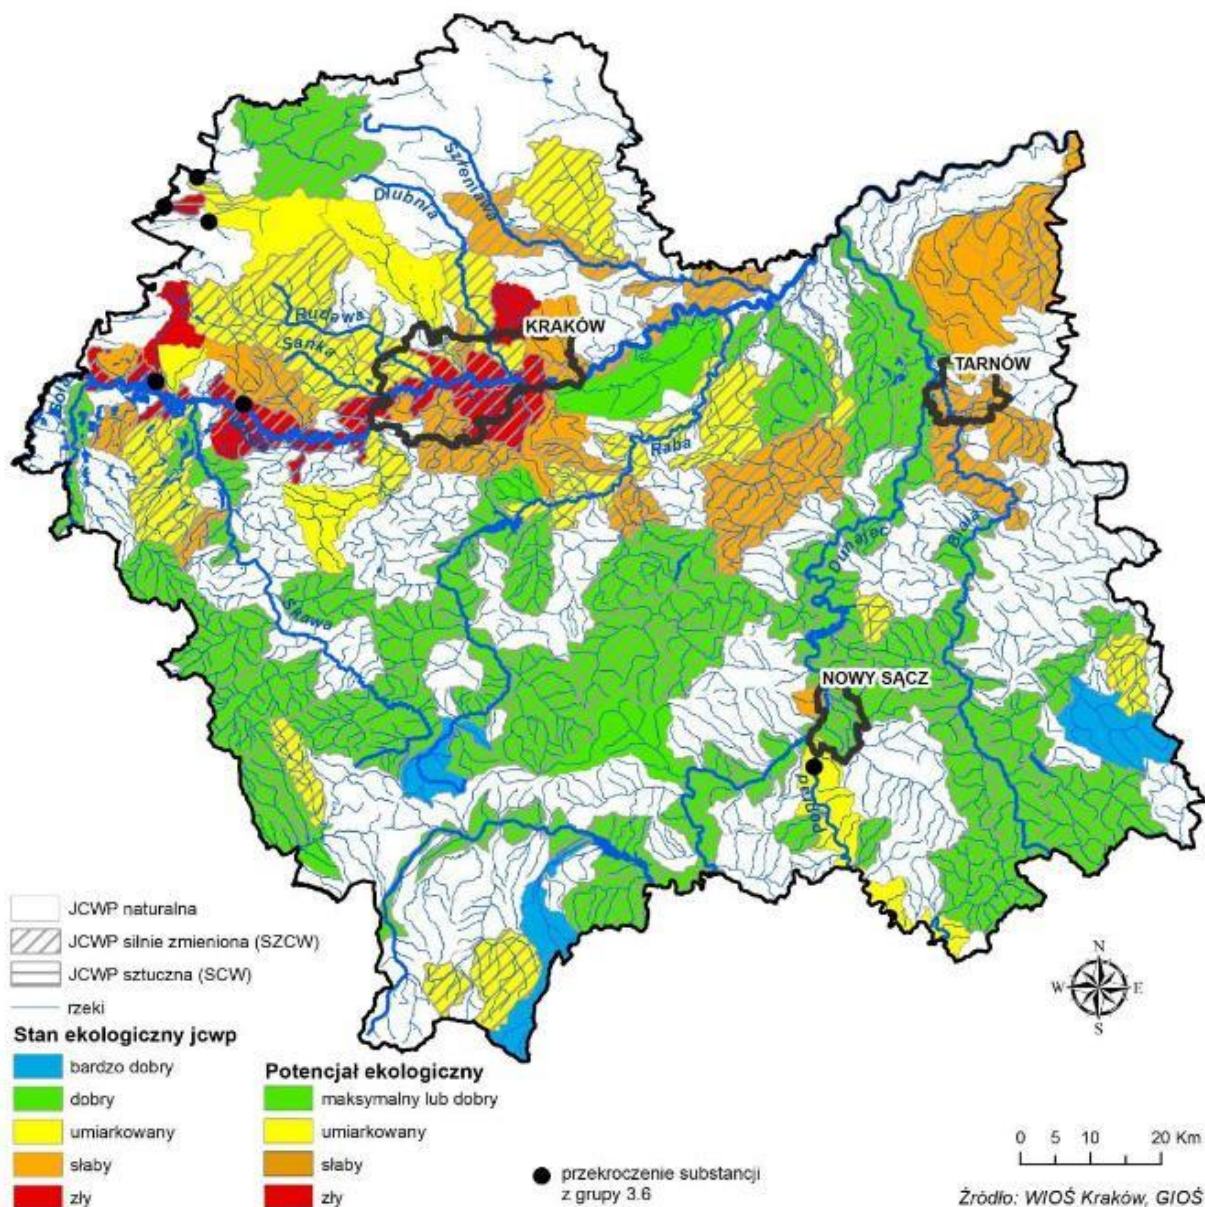 Szreniawa
Dłubnia
Rudawa
Sanka
KRAKÓW
TARNÓW
Soła
Raba
Dunajec
Biała
Skawa
NOWY SĄCZ
Poprad
JCWP naturalna
JCWP silnie zmieniona (SZCW)
JCWP sztuczna (SCW)
rzeki
Stan ekologiczny jcwp
bardzo dobry
dobry
umiarkowany
słaby
zły
Potencjał ekologiczny
maksymalny lub dobry
umiarkowany
słaby
zły
przekroczenie substancji
z grupy 3.6
N
W E
S
0 5 10 20 Km
Źródło: WIOŚ Kraków, GIOŚ